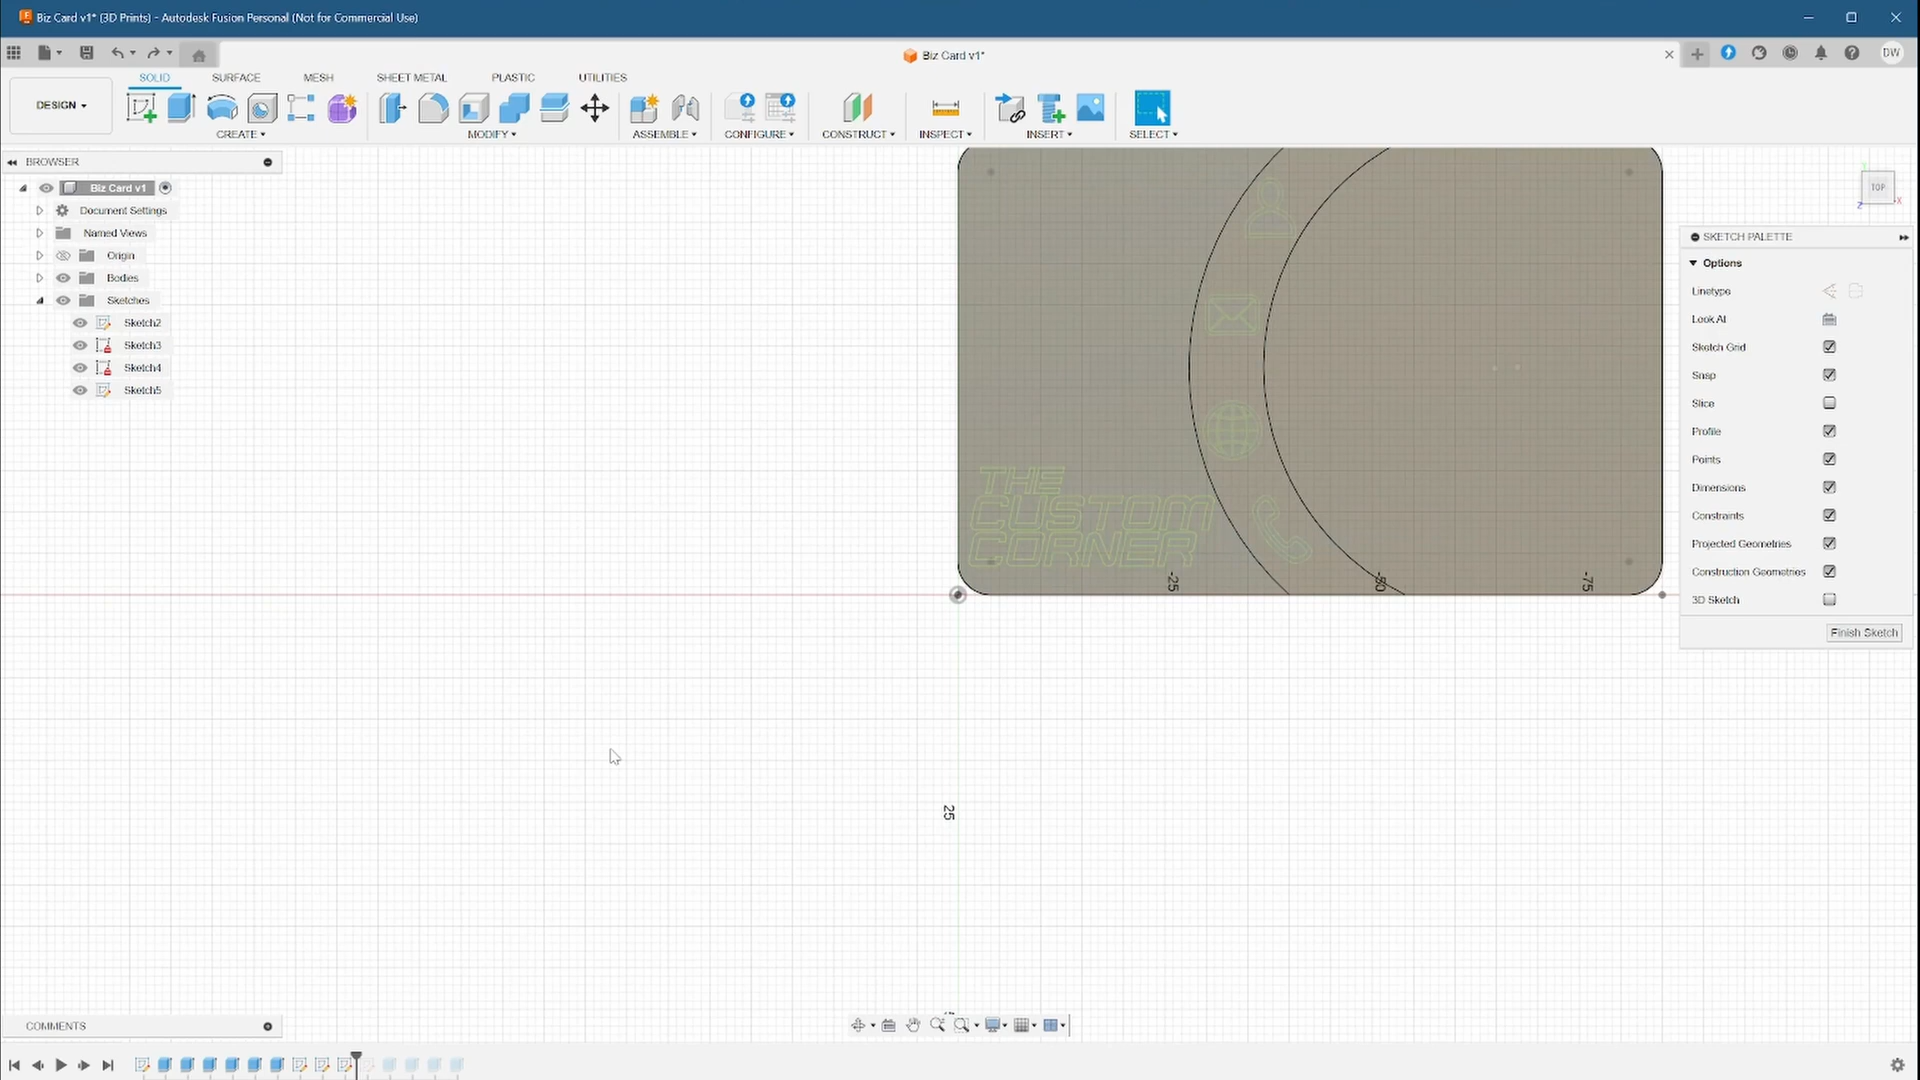 Biz Card v1* (3D Prints) - Autodesk Fusion Personal (Not for Commercial Use)
Biz Card v1*
DW
SOLID SURFACE MESH SHEET METAL PLASTIC UTILITIES
DESIGN
CREATE MODIFY ASSEMBLE CONFIGURE CONSTRUCT INSPECT INSERT SELECT
BROWSER
Biz Card v1
Document Settings
Named Views
Origin
Bodies
Sketches
Sketch2
Sketch3
Sketch4
Sketch5
THE
CUSTOM
CORNER
-25
-50
-75
25
TOP
X
Z
SKETCH PALETTE
Options
Linetype
Look At
Sketch Grid
Snap
Slice
Profile
Points
Dimensions
Constraints
Projected Geometries
Construction Geometries
3D Sketch
Finish Sketch
COMMENTS